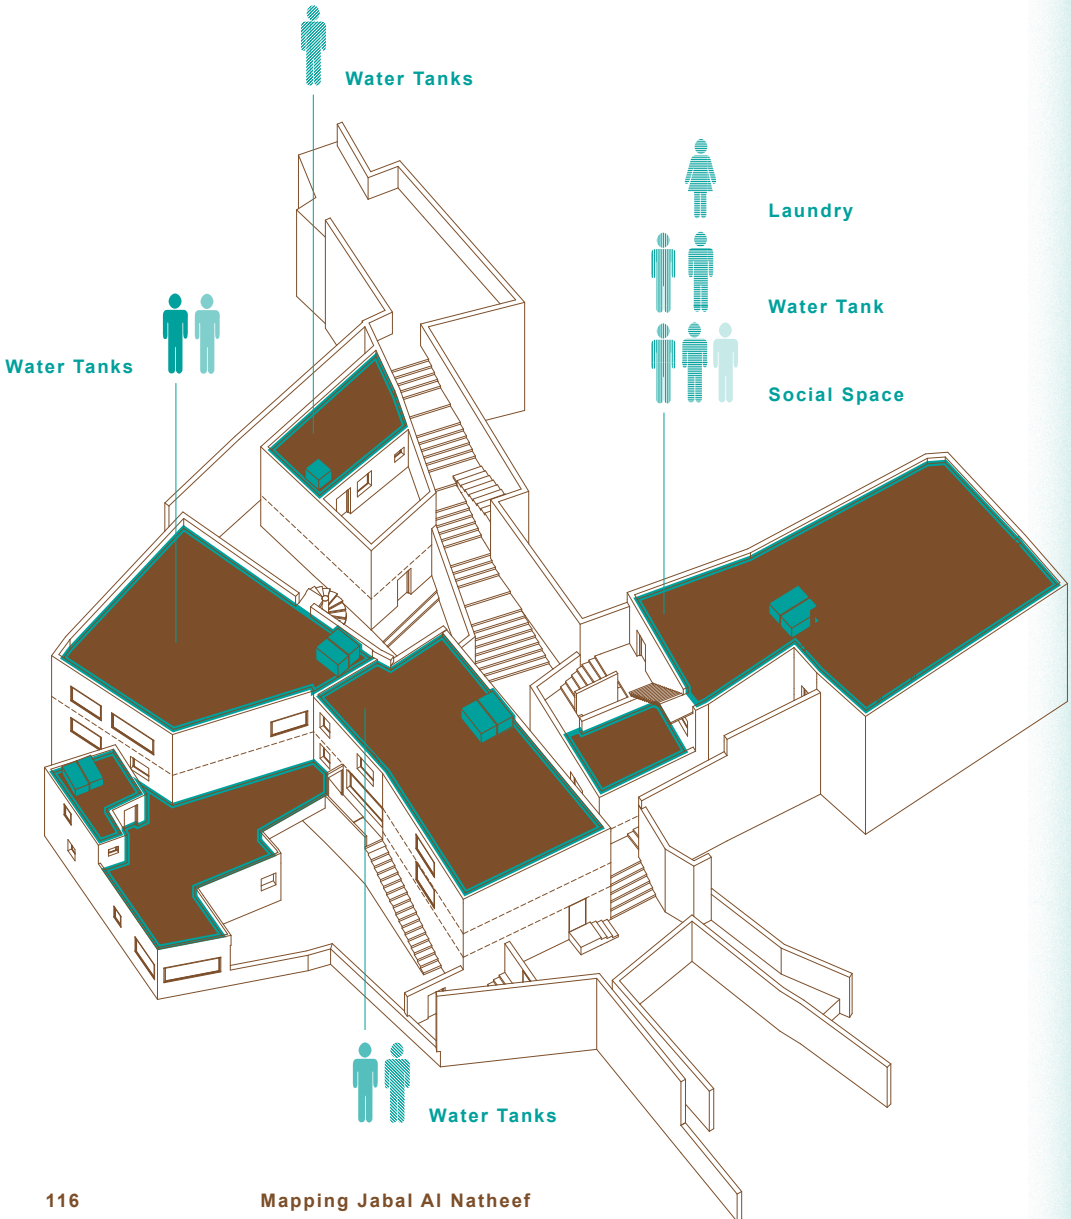 Water Tanks
Laundry
Water Tank
Water Tanks
Social Space
Water Tanks
116
Mapping Jabal Al Natheef